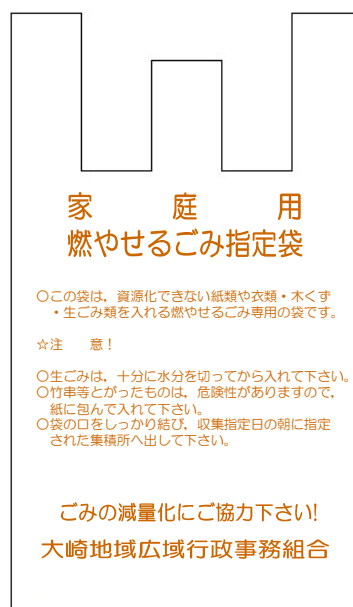 家庭用
燃やせるごみ指定袋
○この袋は，資源化できない紙類や衣類・木くず
・生ごみ類を入れる燃やせるごみ専用の袋です。
☆注　意！
○生ごみは，十分に水分を切ってから入れて下さい。
○竹串等とがったものは，危険性がありますので，
紙に包んで入れて下さい。
○袋の口をしっかり結び，収集指定日の朝に指定
された集積所へ出して下さい。
ごみの減量化にご協力下さい!
大崎地域広域行政事務組合